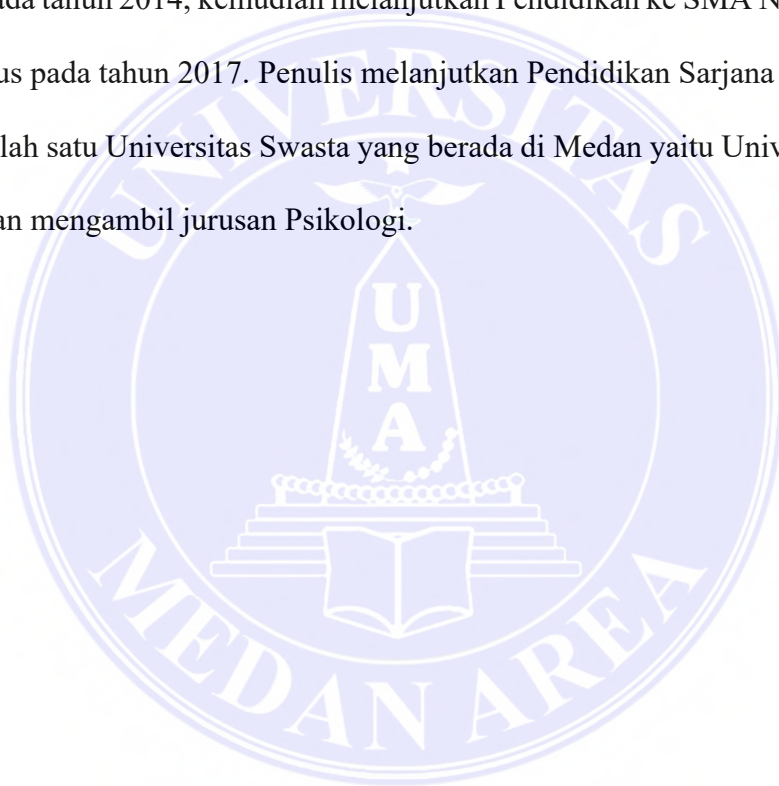 ada tahun 2014, kemudian melanjutkan Pendidikan ke SMA N
us pada tahun 2017. Penulis melanjutkan Pendidikan Sarjana
lah satu Universitas Swasta yang berada di Medan yaitu Univ
an mengambil jurusan Psikologi.
UNIVERSITAS
U
M
A
MEDAN AREA